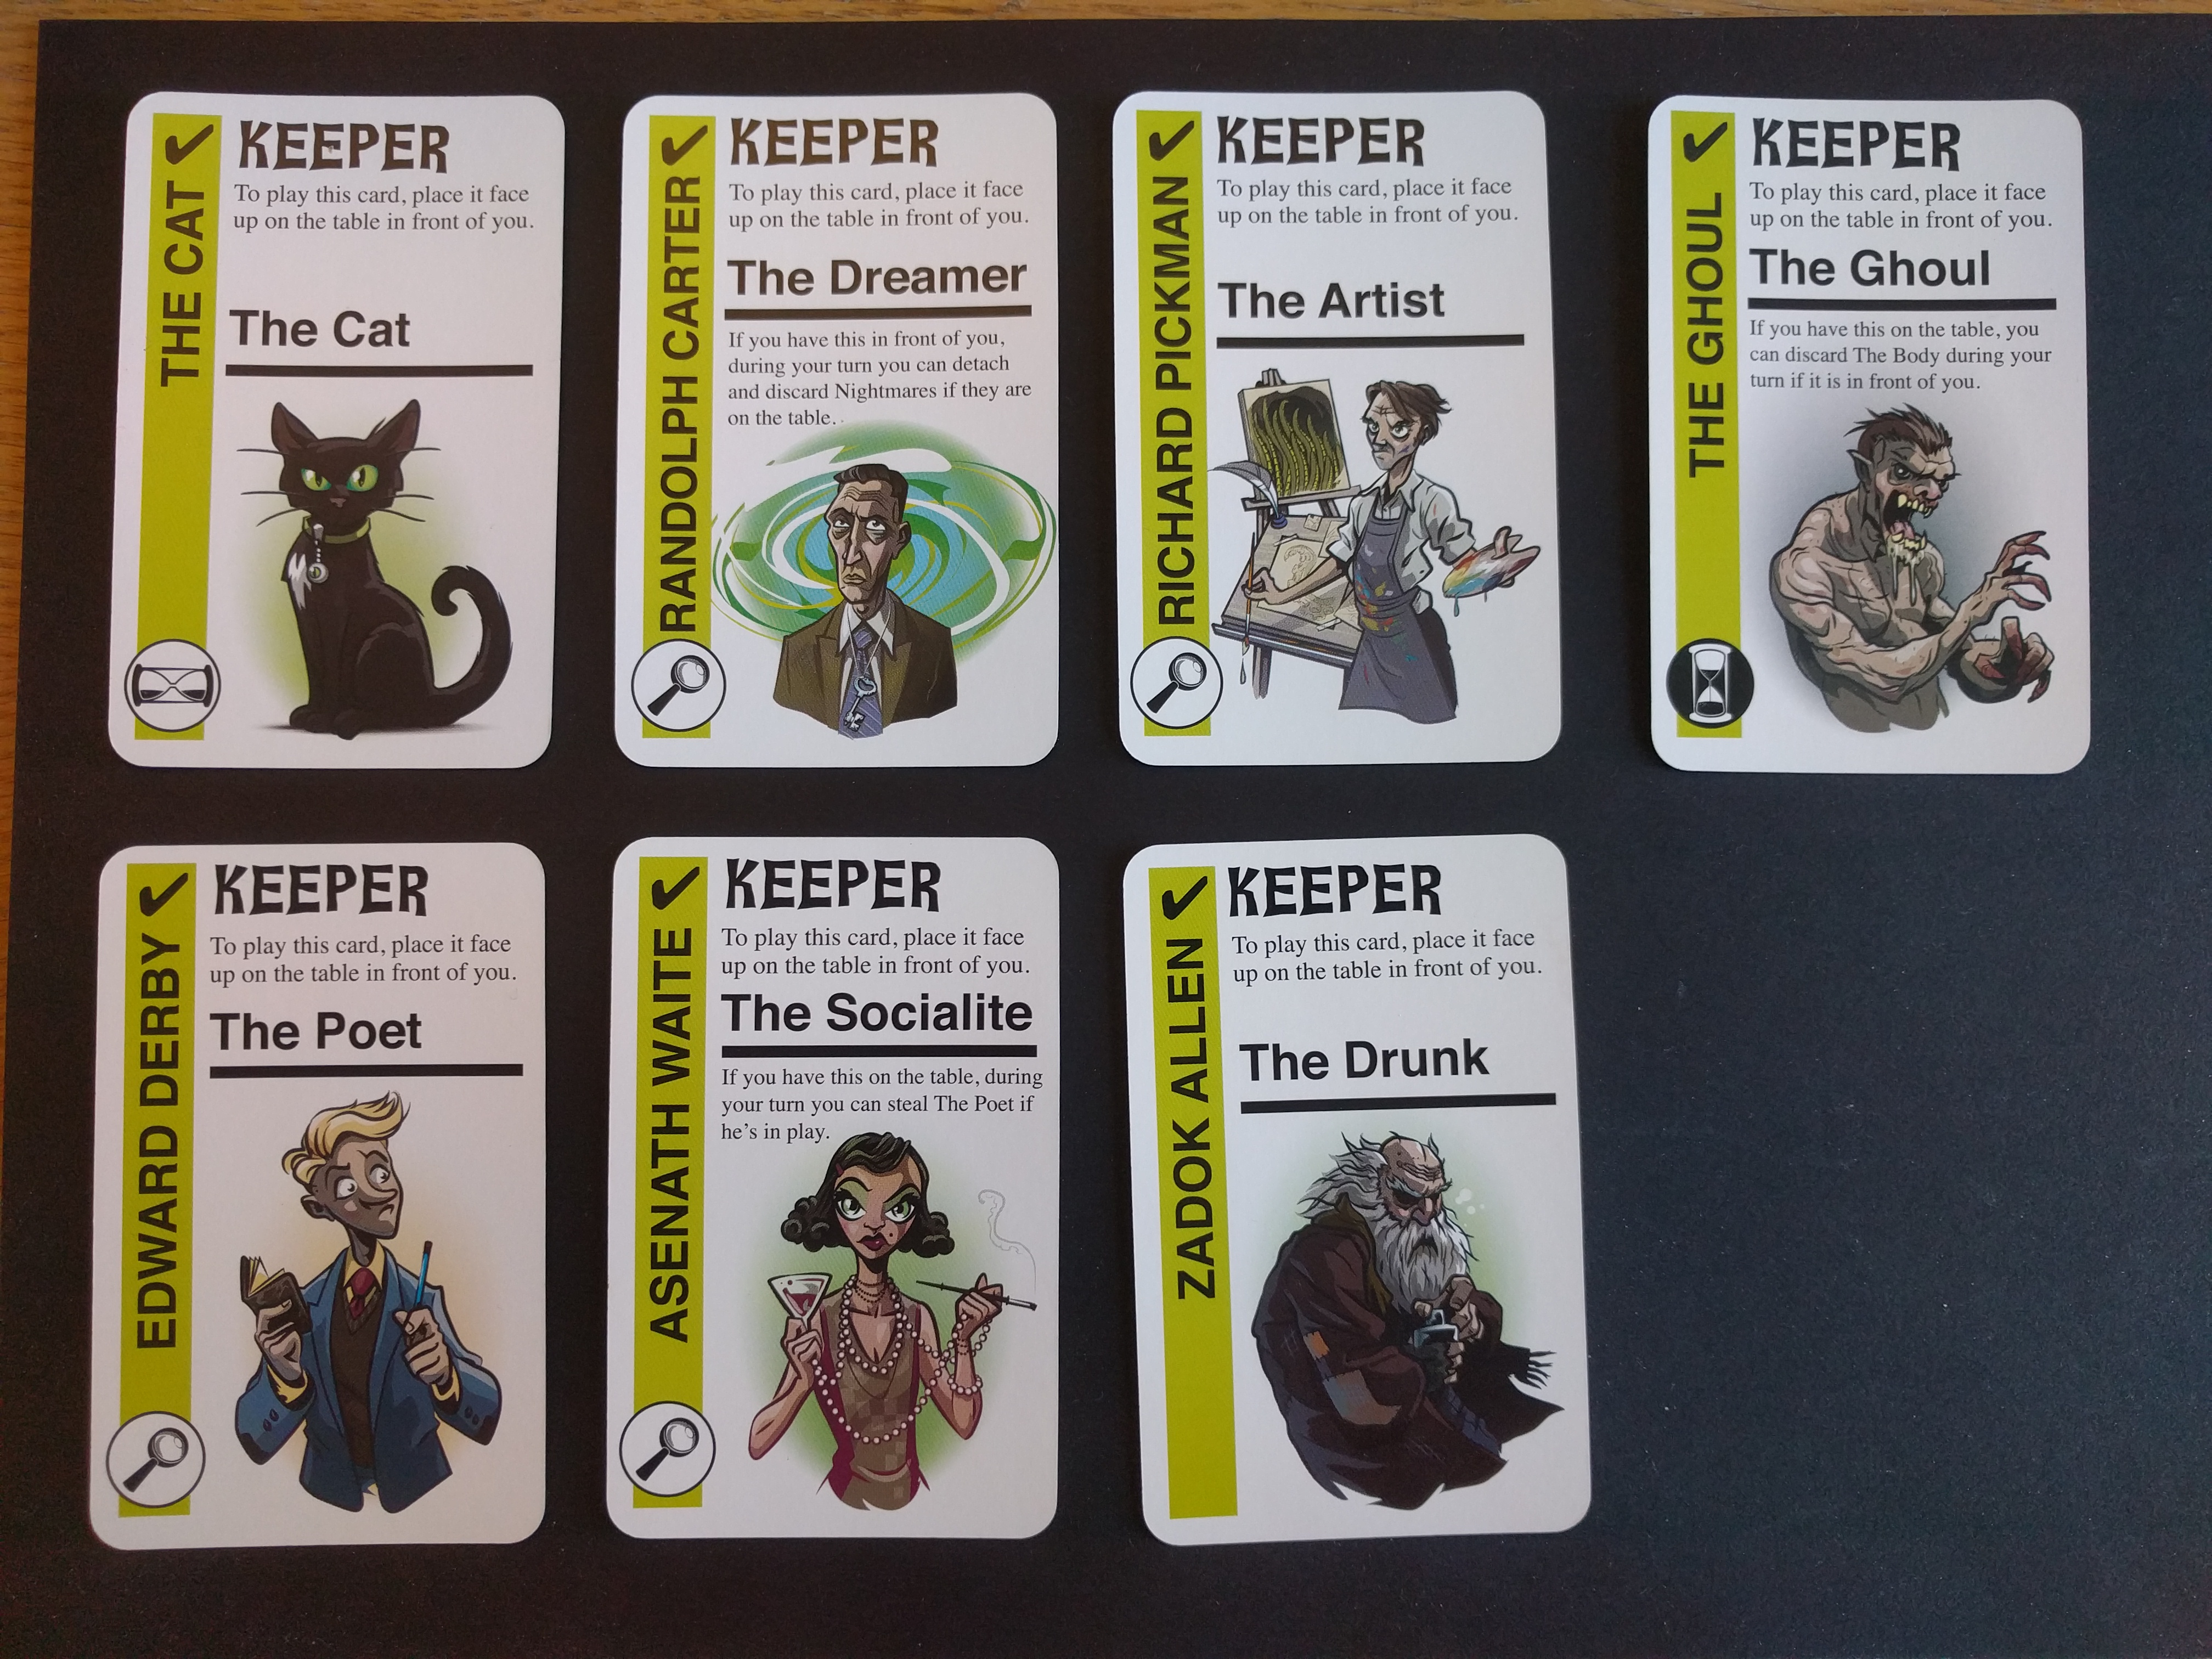 THE CAT
KEEPER
To play this card, place it face
up on the table in front of you.
The Cat
RANDOLPH CARTER
KEEPER
To play this card, place it face
up on the table in front of you.
The Dreamer
If you have this in front of you,
during your turn you can detach
and discard Nightmares if they are
on the table.
RICHARD PICKMAN
KEEPER
To play this card, place it face
up on the table in front of you.
The Artist
THE GHOUL
KEEPER
To play this card, place it face
up on the table in front of you.
The Ghoul
If you have this on the table, you
can discard The Body during your
turn if it is in front of you.
EDWARD DERBY
KEEPER
To play this card, place it face
up on the table in front of you.
The Poet
ASENATH WAITE
KEEPER
To play this card, place it face
up on the table in front of you.
The Socialite
If you have this on the table, during
your turn you can steal The Poet if
he's in play.
ZADOK ALLEN
KEEPER
To play this card, place it face
up on the table in front of you.
The Drunk